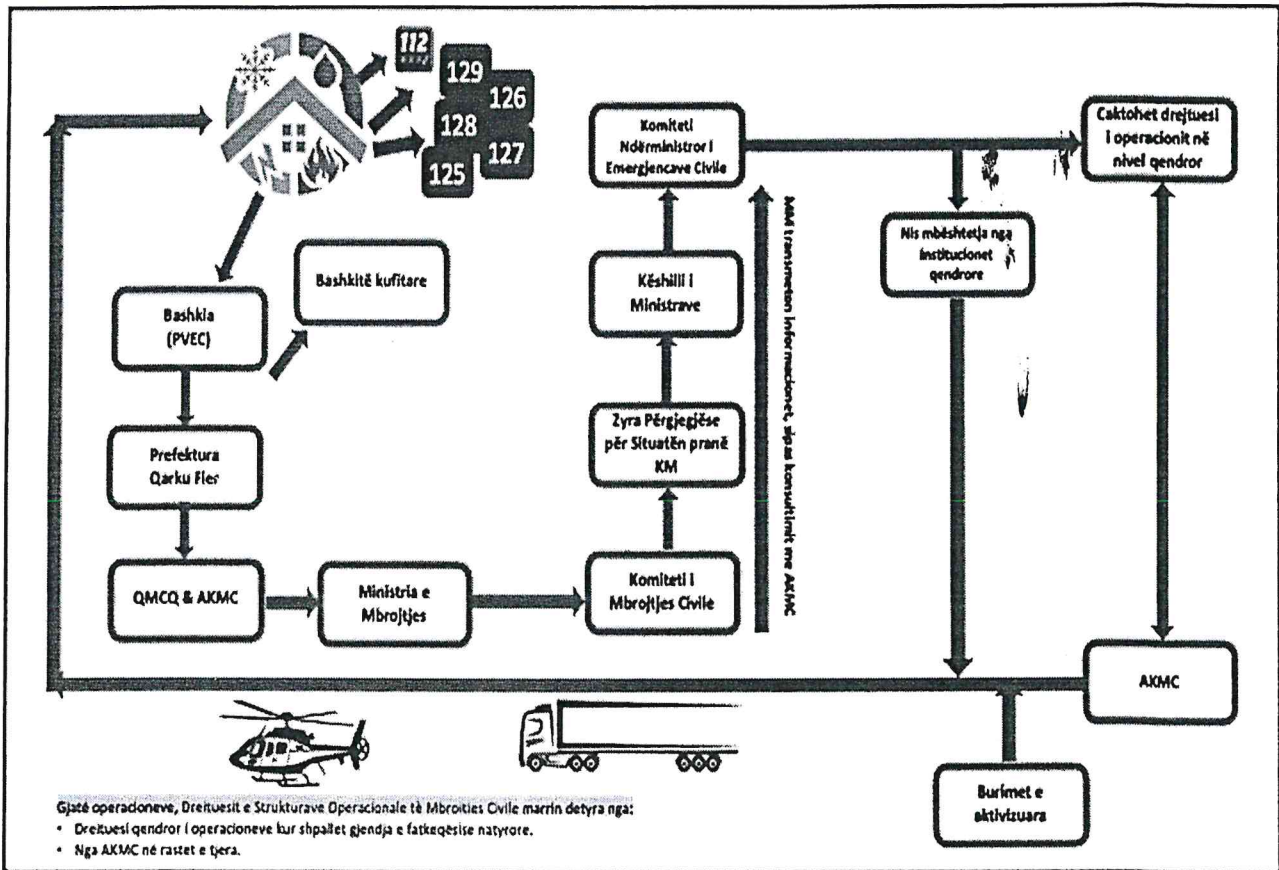 112
129
126
128
127
125
Bashkitë kufitare
Bashkia
(PVEC)
Prefektura
Qarku Fier
QMCQ & AKMC
Ministria e
Mbrojtjes
Komiteti i
Mbrojtjes Civile
Zyra Përgjegjëse
për Situatën pranë
KM
Këshilli i
Ministrave
Komiteti
Ndërministror i
Emergjencave Civile
MM transmeton informacionet, sipas konsultimit me AKMC
Nis mbështetja nga
institucionet
qendrore
Caktohet drejtuesi
i operacionit në
nivel qendror
AKMC
Burimet e
aktivizuara
Gjatë operacioneve, Drejtuesit e Strukturave Operacionale të Mbrojtjes Civile marrin detyra nga:
• Drejtuesi qendror i operacioneve kur shpallet gjendja e fatkeqësise natyrore.
• Nga AKMC në rastet e tjera.